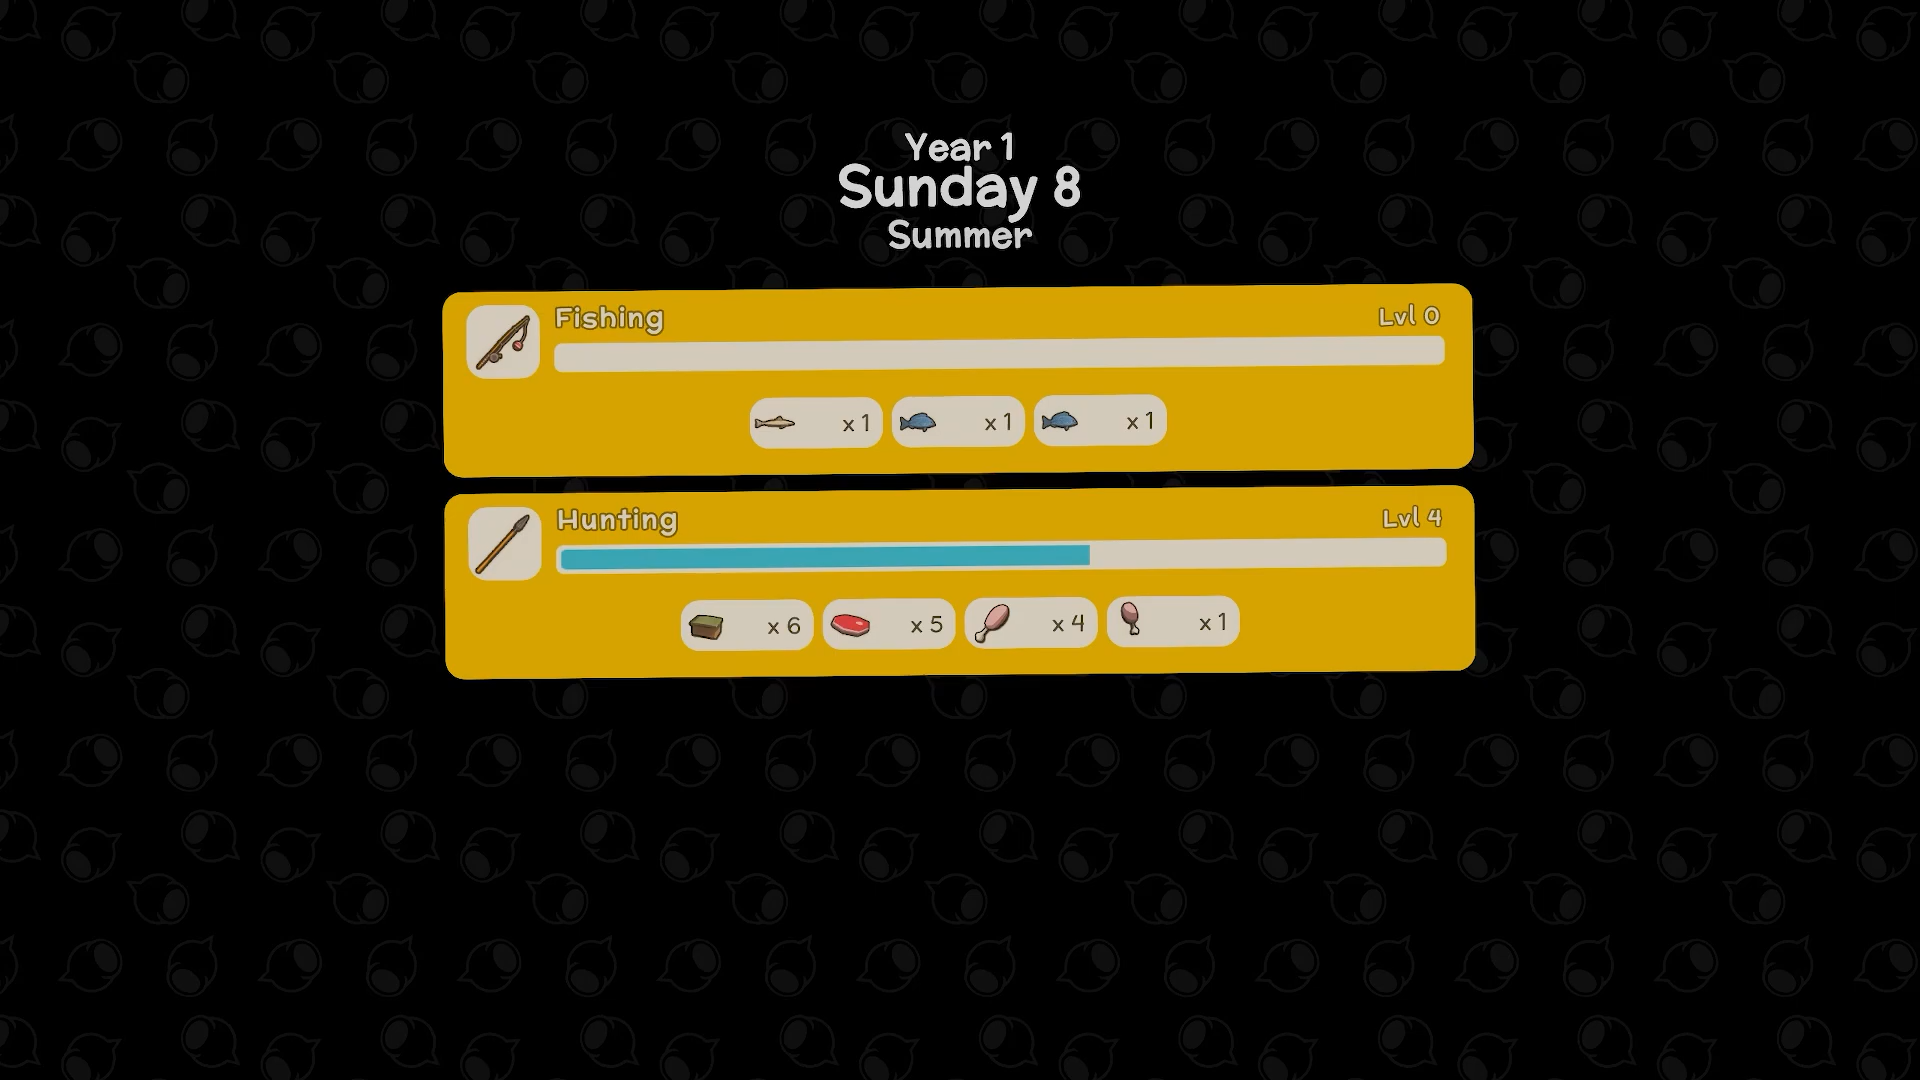 Year 1
Sunday 8
Summer
Fishing Lvl 0
x 1 x 1 x 1
Hunting Lvl 4
x 6 x 5 x 4 x 1